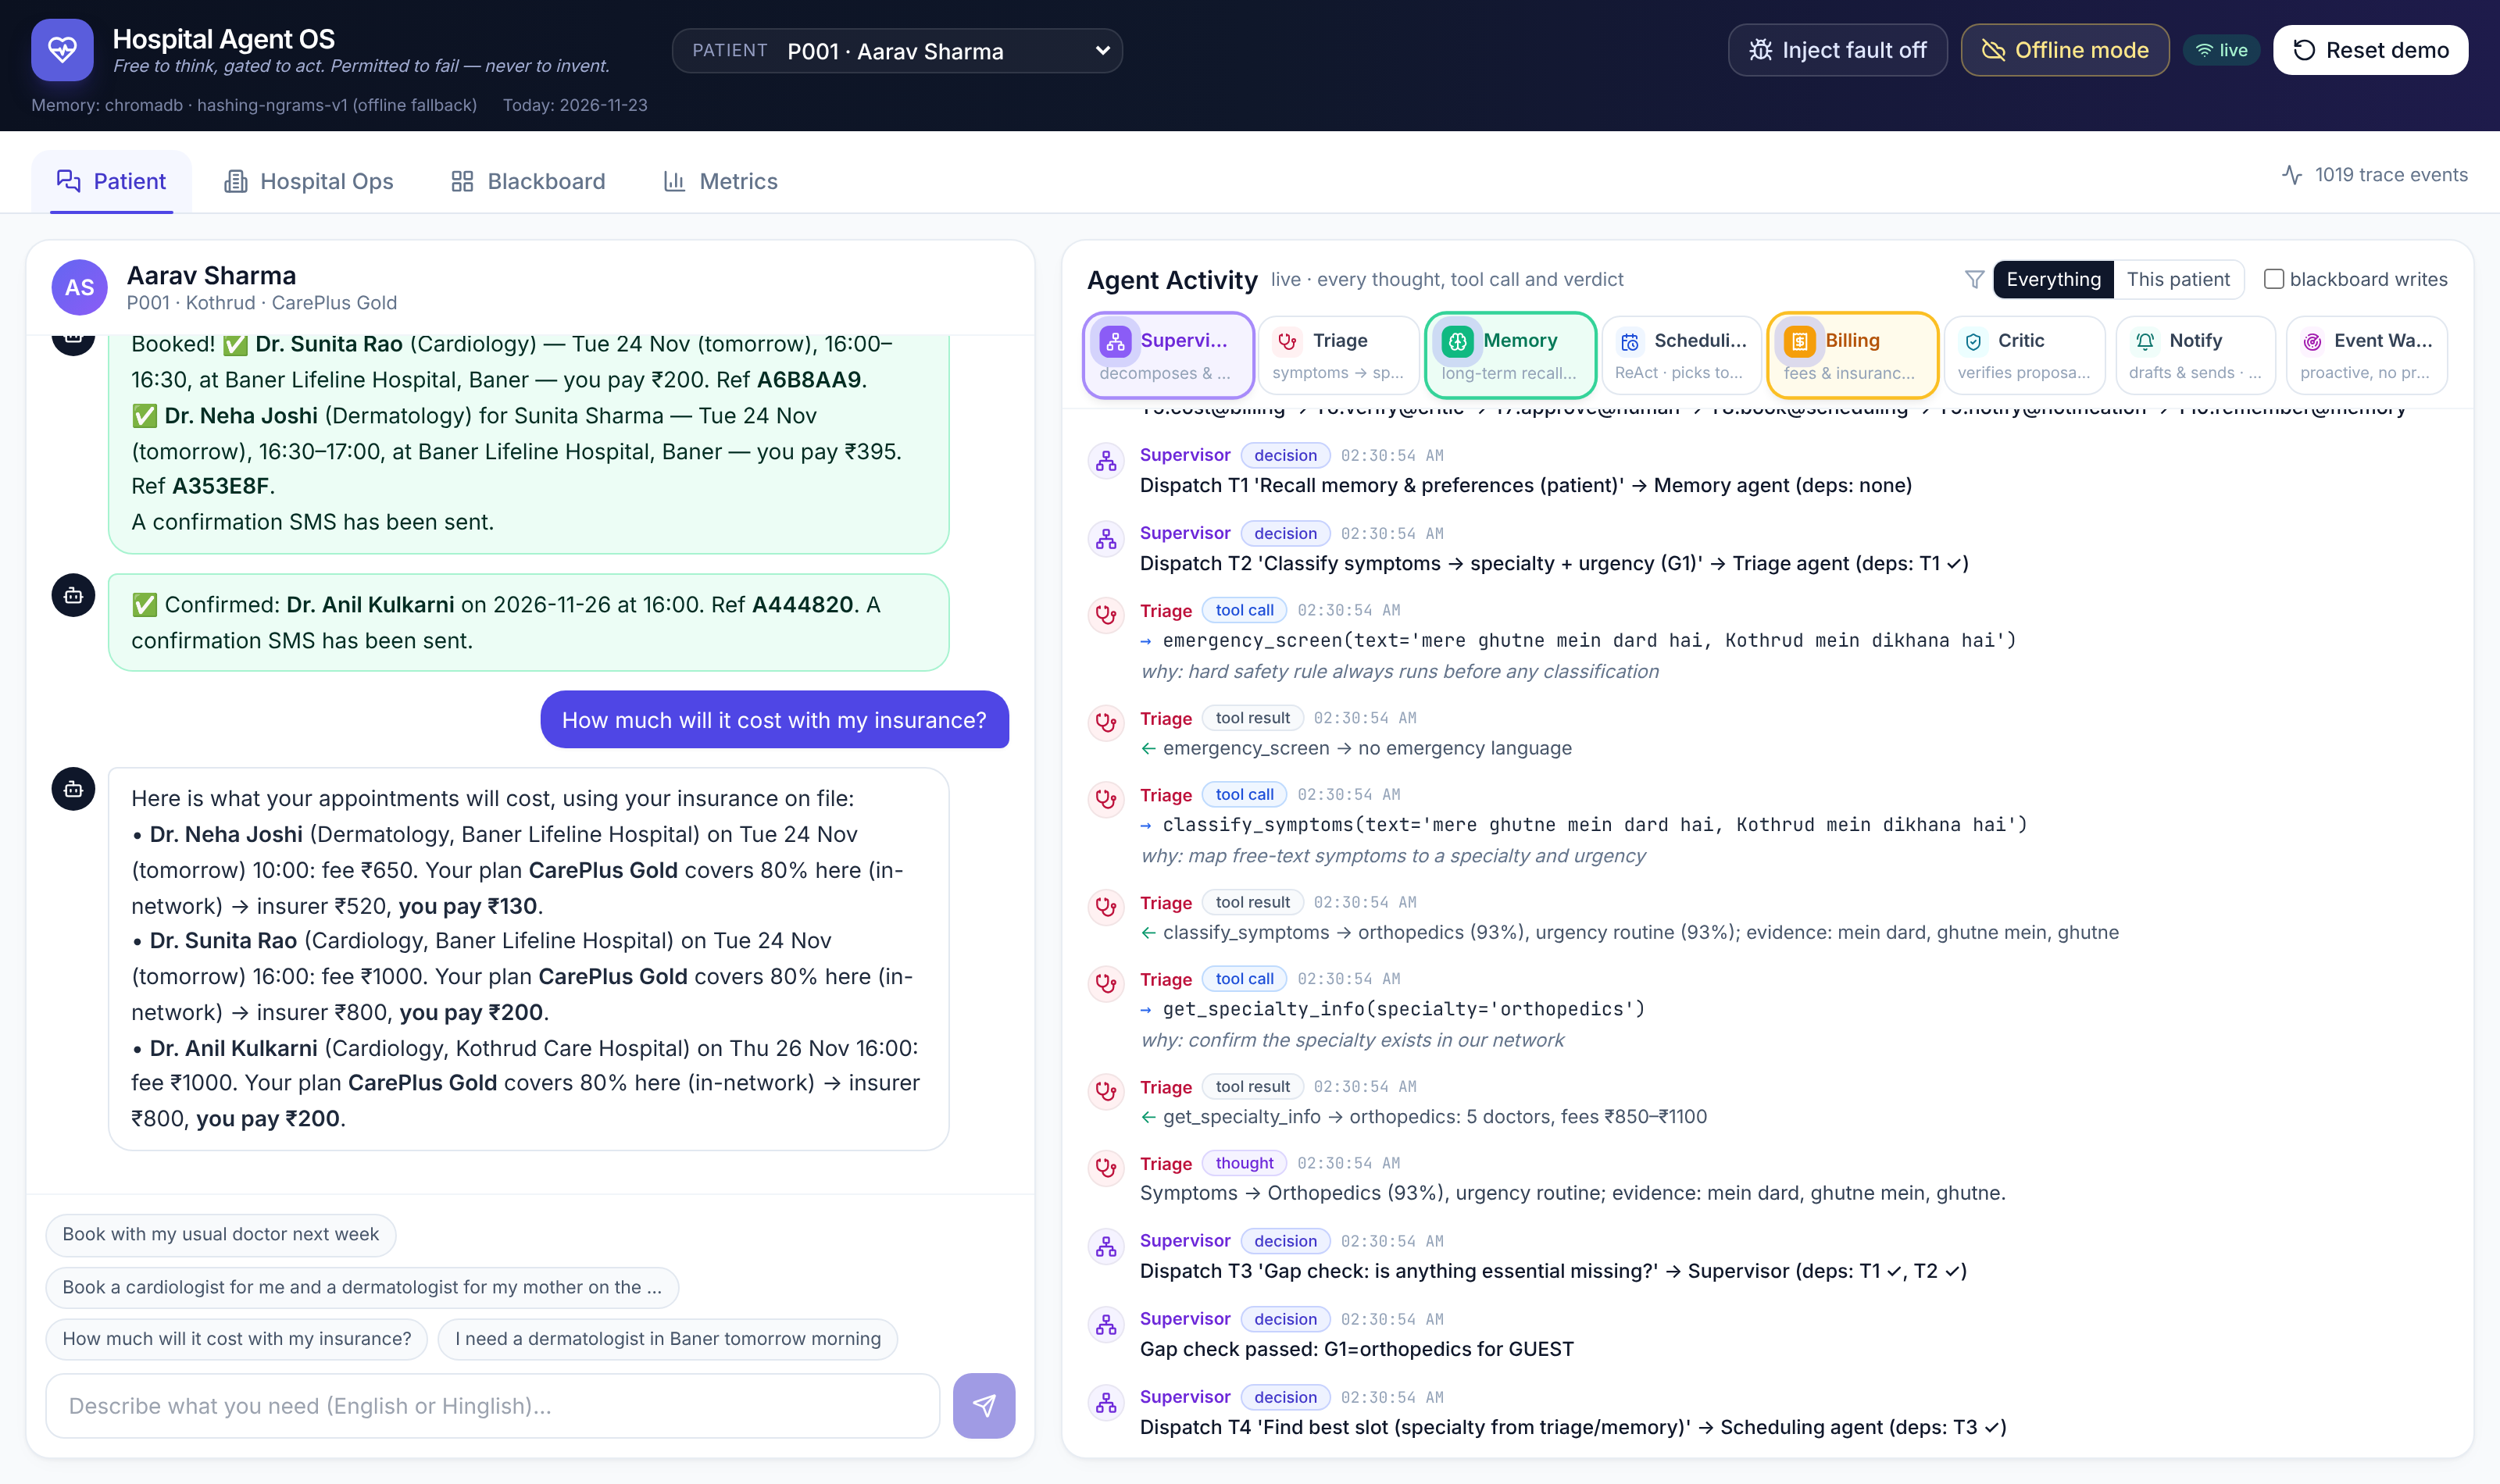 Hospital Agent OS
Free to think, gated to act. Permitted to fail — never to invent.
PATIENT P001 · Aarav Sharma
Inject fault off
Offline mode
live
Reset demo
Memory: chromadb · hashing-ngrams-v1 (offline fallback) Today: 2026-11-23
Patient
Hospital Ops
Blackboard
Metrics
1019 trace events
AS
Aarav Sharma
P001 · Kothrud · CarePlus Gold
Booked! ✅ Dr. Sunita Rao (Cardiology) — Tue 24 Nov (tomorrow), 16:00–
16:30, at Baner Lifeline Hospital, Baner — you pay ₹200. Ref A6B8AA9.
✅ Dr. Neha Joshi (Dermatology) for Sunita Sharma — Tue 24 Nov
(tomorrow), 16:30–17:00, at Baner Lifeline Hospital, Baner — you pay ₹395.
Ref A353E8F.
A confirmation SMS has been sent.
✅ Confirmed: Dr. Anil Kulkarni on 2026-11-26 at 16:00. Ref A444820. A
confirmation SMS has been sent.
How much will it cost with my insurance?
Here is what your appointments will cost, using your insurance on file:
• Dr. Neha Joshi (Dermatology, Baner Lifeline Hospital) on Tue 24 Nov
(tomorrow) 10:00: fee ₹650. Your plan CarePlus Gold covers 80% here (in-
network) → insurer ₹520, you pay ₹130.
• Dr. Sunita Rao (Cardiology, Baner Lifeline Hospital) on Tue 24 Nov
(tomorrow) 16:00: fee ₹1000. Your plan CarePlus Gold covers 80% here (in-
network) → insurer ₹800, you pay ₹200.
• Dr. Anil Kulkarni (Cardiology, Kothrud Care Hospital) on Thu 26 Nov 16:00:
fee ₹1000. Your plan CarePlus Gold covers 80% here (in-network) → insurer
₹800, you pay ₹200.
Book with my usual doctor next week
Book a cardiologist for me and a dermatologist for my mother on the ...
How much will it cost with my insurance?
I need a dermatologist in Baner tomorrow morning
Describe what you need (English or Hinglish)...
Agent Activity live · every thought, tool call and verdict
Everything
This patient
blackboard writes
Supervi...
decomposes & ...
Triage
symptoms → sp...
Memory
long-term recall...
Scheduli...
ReAct · picks to...
Billing
fees & insuranc...
Critic
verifies proposa...
Notify
drafts & sends · ...
Event Wa...
proactive, no pr...
T5.cost@billing → T6.verify@critic → T7.approve@human → T8.book@scheduling → T9.notify@notification → T10.remember@memory
Supervisor decision 02:30:54 AM
Dispatch T1 'Recall memory & preferences (patient)' → Memory agent (deps: none)
Supervisor decision 02:30:54 AM
Dispatch T2 'Classify symptoms → specialty + urgency (G1)' → Triage agent (deps: T1 ✓)
Triage tool call 02:30:54 AM
→ emergency_screen(text='mere ghutne mein dard hai, Kothrud mein dikhana hai')
why: hard safety rule always runs before any classification
Triage tool result 02:30:54 AM
← emergency_screen → no emergency language
Triage tool call 02:30:54 AM
→ classify_symptoms(text='mere ghutne mein dard hai, Kothrud mein dikhana hai')
why: map free-text symptoms to a specialty and urgency
Triage tool result 02:30:54 AM
← classify_symptoms → orthopedics (93%), urgency routine (93%); evidence: mein dard, ghutne mein, ghutne
Triage tool call 02:30:54 AM
→ get_specialty_info(specialty='orthopedics')
why: confirm the specialty exists in our network
Triage tool result 02:30:54 AM
← get_specialty_info → orthopedics: 5 doctors, fees ₹850–₹1100
Triage thought 02:30:54 AM
Symptoms → Orthopedics (93%), urgency routine; evidence: mein dard, ghutne mein, ghutne.
Supervisor decision 02:30:54 AM
Dispatch T3 'Gap check: is anything essential missing?' → Supervisor (deps: T1 ✓, T2 ✓)
Supervisor decision 02:30:54 AM
Gap check passed: G1=orthopedics for GUEST
Supervisor decision 02:30:54 AM
Dispatch T4 'Find best slot (specialty from triage/memory)' → Scheduling agent (deps: T3 ✓)